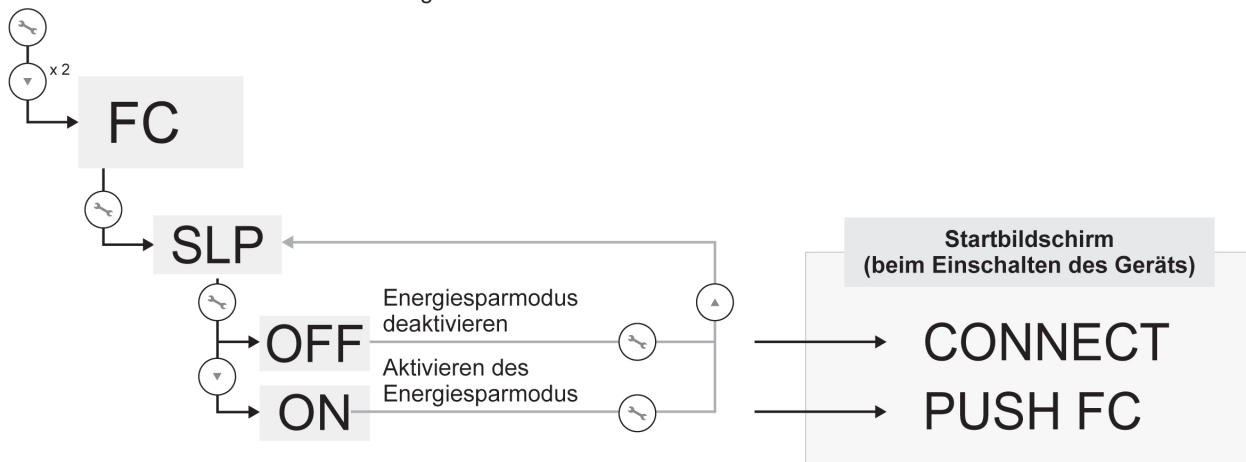 x 2
FC
SLP
Startbildschirm
(beim Einschalten des Geräts)
Energiesparmodus
deaktivieren
OFF
CONNECT
Aktivieren des
Energiesparmodus
ON
PUSH FC